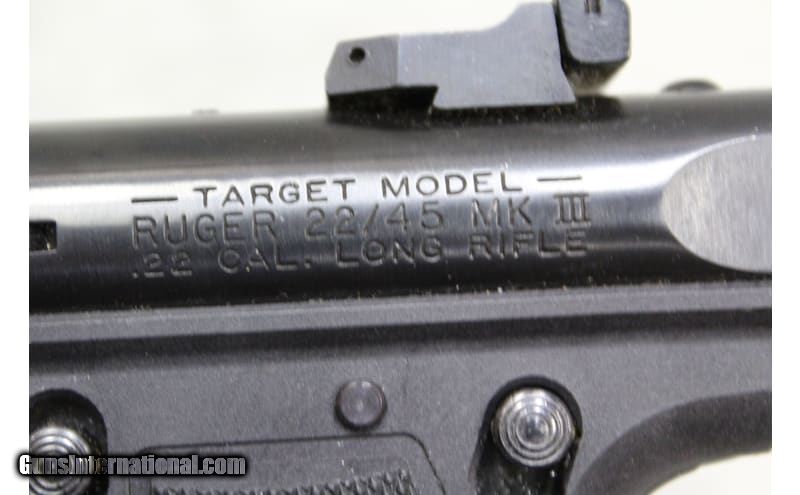 — TARGET MODEL —
RUGER 22/45 MK III
.22 CAL. LONG RIFLE
GunsInternational.com